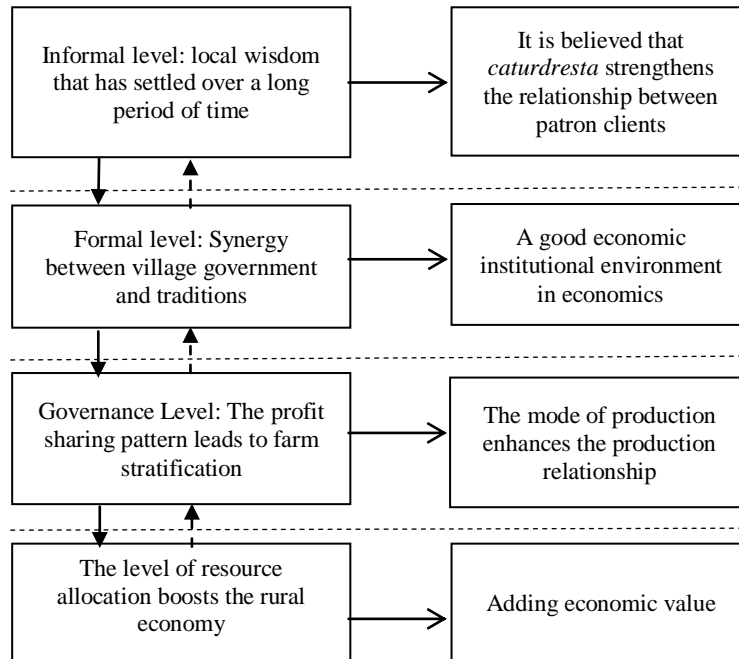 Informal level: local wisdom
that has settled over a long
period of time
It is believed that
caturdresta strengthens
the relationship between
patron clients
Formal level: Synergy
between village government
and traditions
A good economic
institutional environment
in economics
Governance Level: The profit
sharing pattern leads to farm
stratification
The mode of production
enhances the production
relationship
The level of resource
allocation boosts the rural
economy
Adding economic value